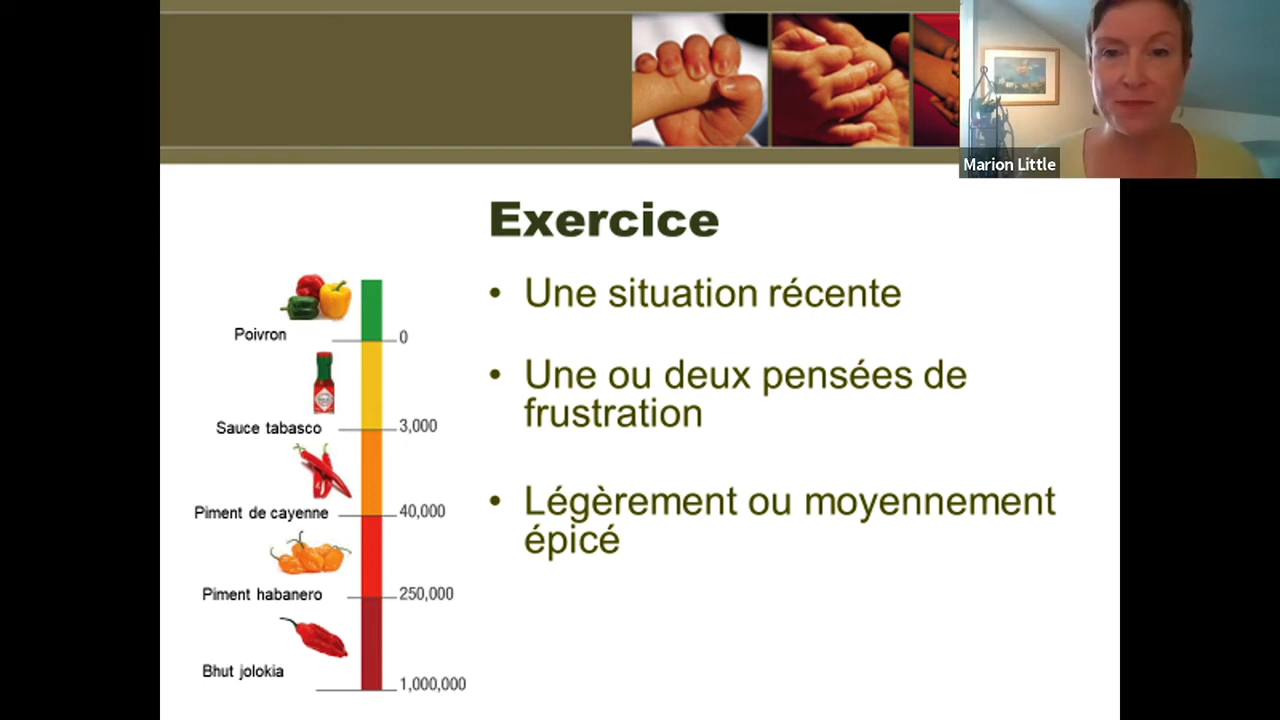 Marion Little
Exercice
• Une situation récente
• Une ou deux pensées de
frustration
• Légèrement ou moyennement
épicé
Poivron
0
Sauce tabasco
3,000
Piment de cayenne
40,000
Piment habanero
250,000
Bhut jolokia
1,000,000